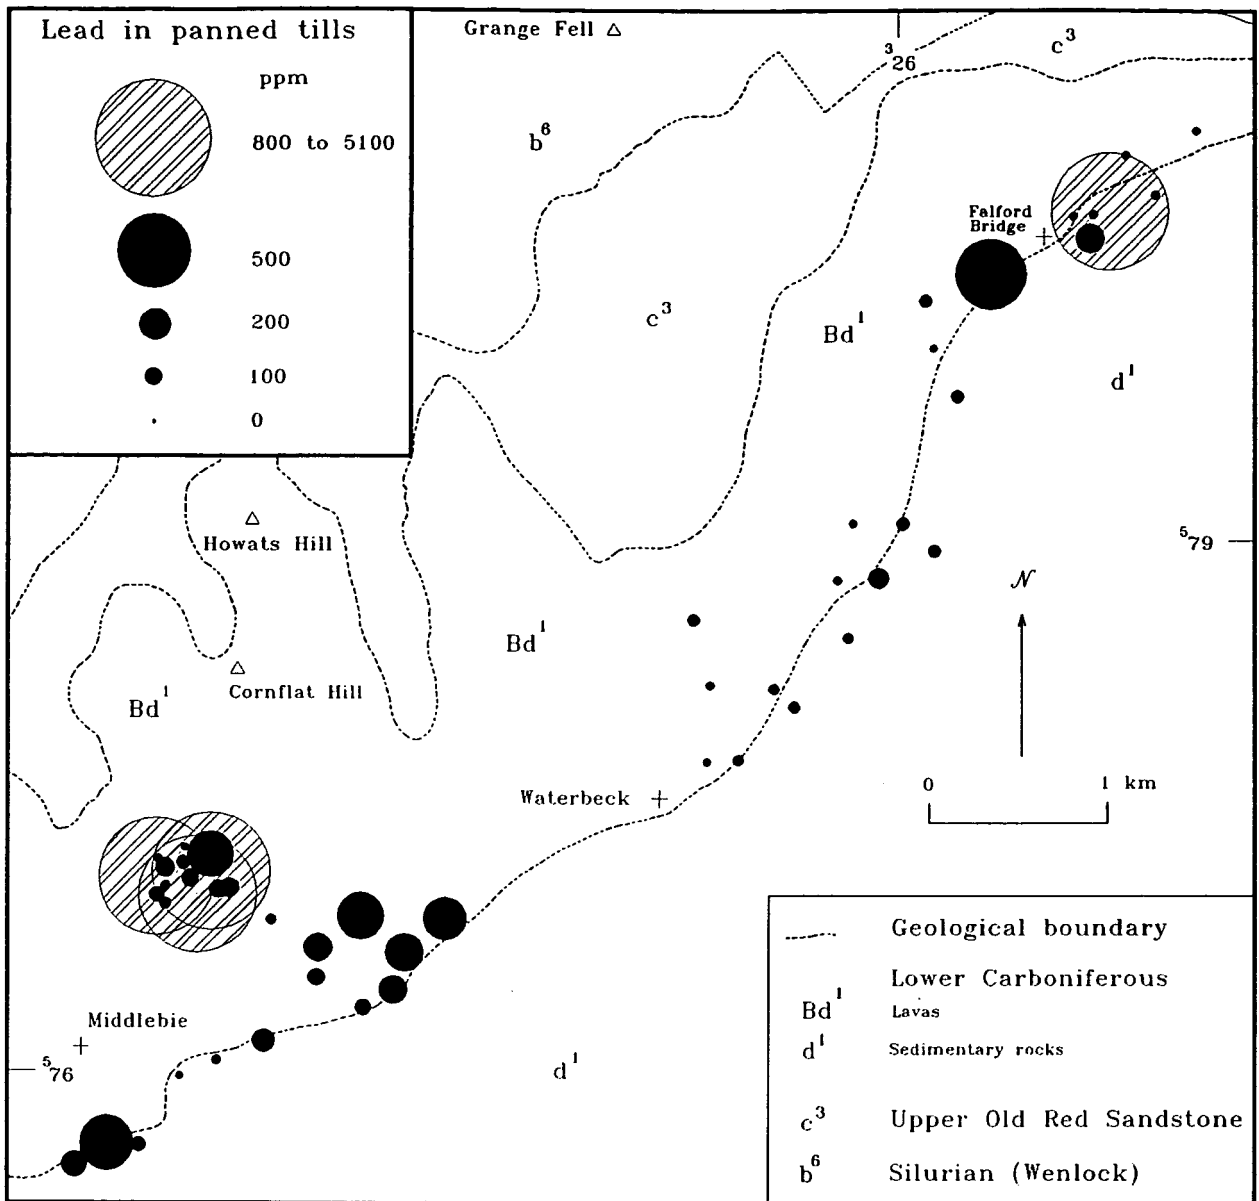 Lead in panned tills
ppm
800 to 5100
500
200
100
0
Grange Fell
³26
c³
b⁶
Falford
Bridge
c³
Bd¹
d¹
Howats Hill
⁵79
N
Bd¹
Cornflat Hill
Bd¹
0 1 km
Waterbeck
Middlebie
⁵76
d¹
Geological boundary
Lower Carboniferous
Bd¹ Lavas
d¹ Sedimentary rocks
c³ Upper Old Red Sandstone
b⁶ Silurian (Wenlock)